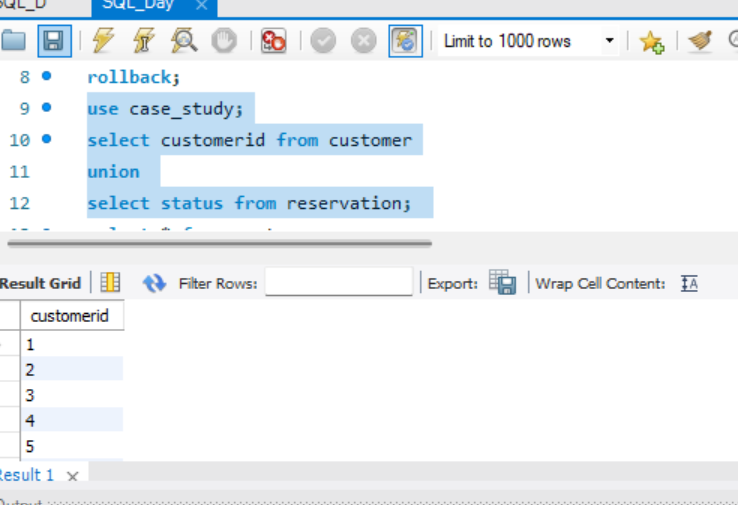 SQL_D
SQL_Day
Limit to 1000 rows
8 rollback;
9 use case_study;
10 select customerid from customer
11 union
12 select status from reservation;
Result Grid Filter Rows: Export: Wrap Cell Content:
customerid
1
2
3
4
5
Result 1